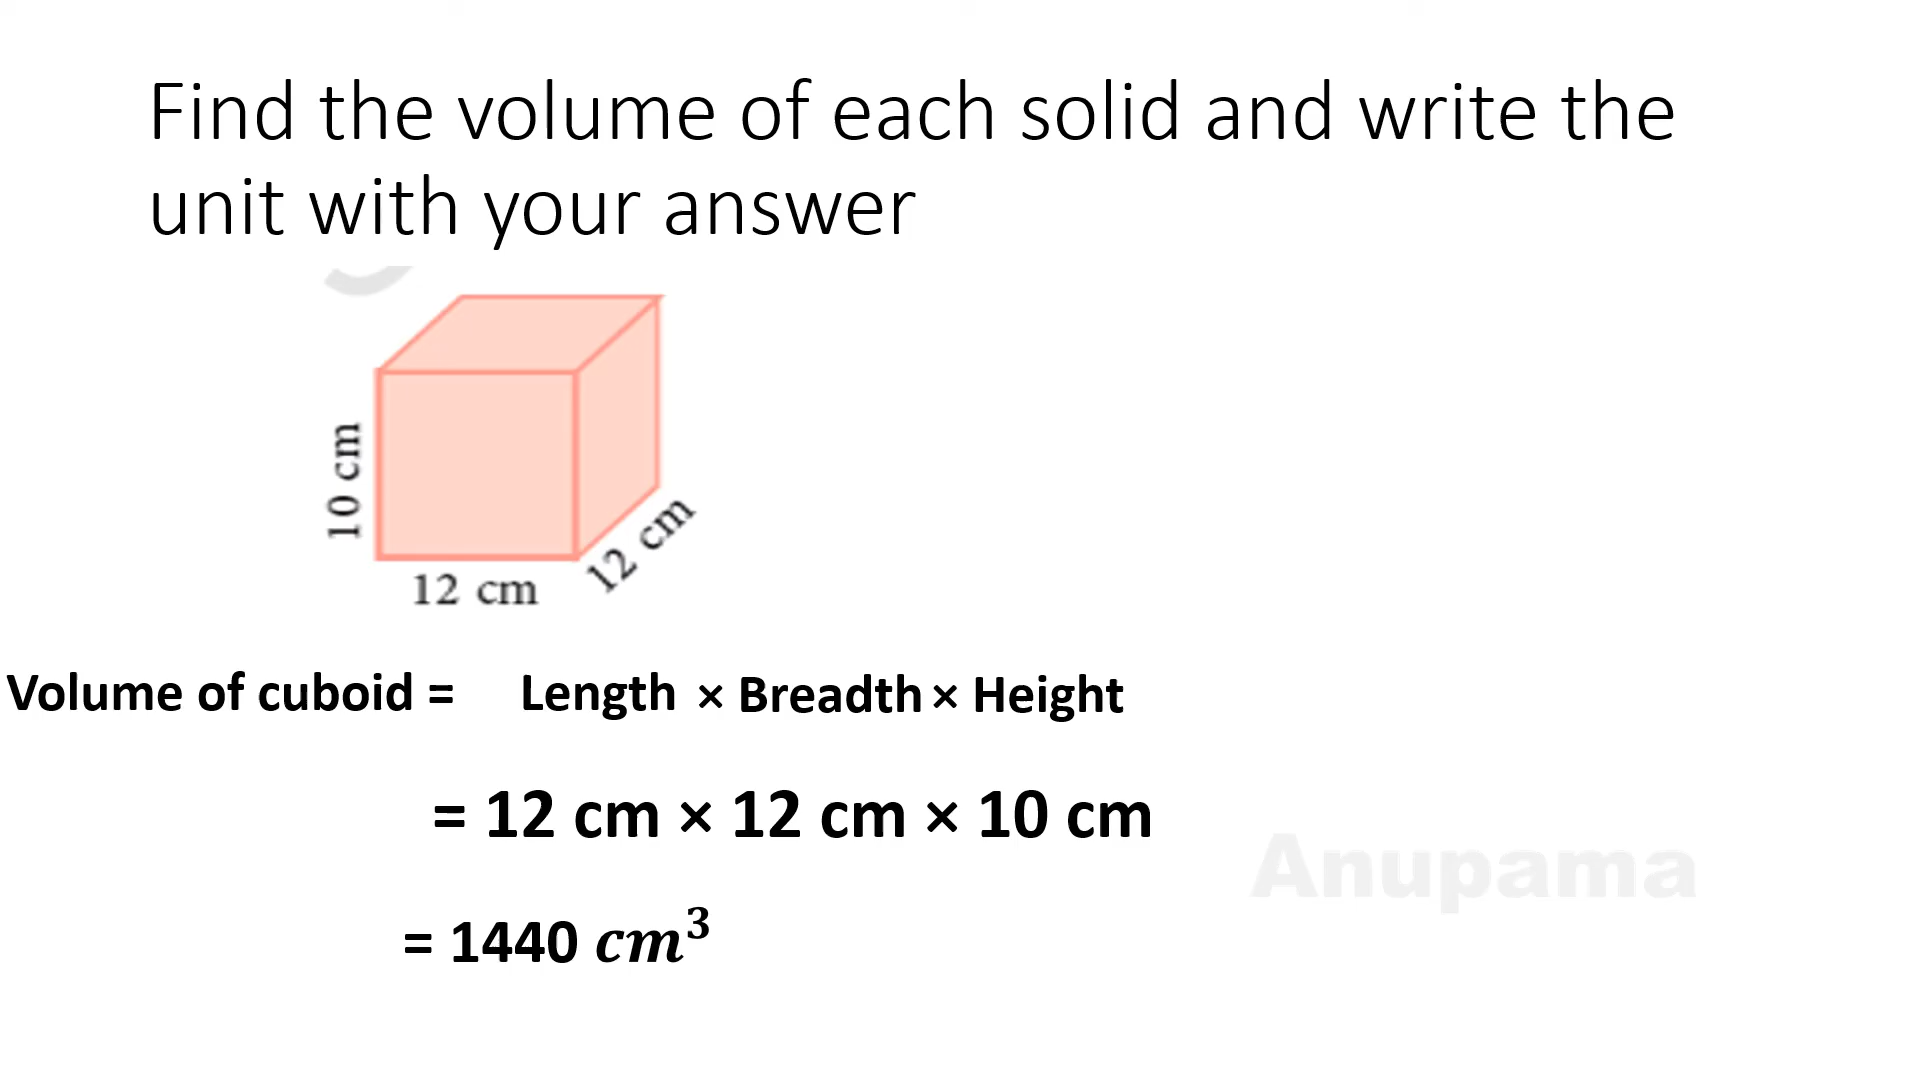 Find the volume of each solid and write the
unit with your answer
10 cm
12 cm
12 cm
Volume of cuboid = Length × Breadth × Height
= 12 cm × 12 cm × 10 cm
Anupama
= 1440 cm³